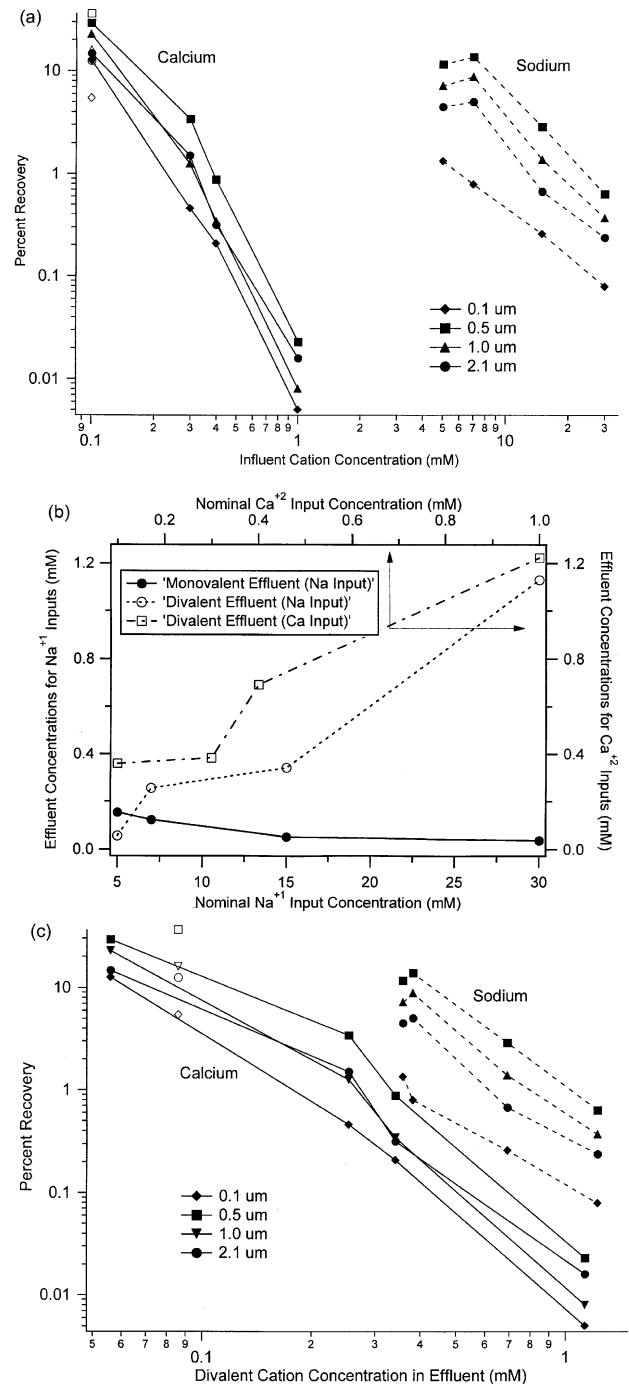 (a)
Calcium
Sodium
Percent Recovery
10
1
0.1
0.01
0.1 um
0.5 um
1.0 um
2.1 um
9 2 3 4 5 6 7 8 9 2 3 4 5 6 7 8 9 2 3
0.1 1 10
Influent Cation Concentration (mM)
(b)
Nominal Ca+2 Input Concentration (mM)
0.2 0.4 0.6 0.8 1.0
Effluent Concentrations for Na+1 Inputs (mM)
1.2
0.8
0.4
0.0
'Monovalent Effluent (Na Input)'
'Divalent Effluent (Na Input)'
'Divalent Effluent (Ca Input)'
1.2
0.8
0.4
0.0
Effluent Concentrations for Ca+2 Inputs (mM)
5 10 15 20 25 30
Nominal Na+1 Input Concentration (mM)
(c)
Sodium
Calcium
Percent Recovery
10
1
0.1
0.01
0.1 um
0.5 um
1.0 um
2.1 um
5 6 7 8 9 2 3 4 5 6 7 8 9
0.1 1
Divalent Cation Concentration in Effluent (mM)